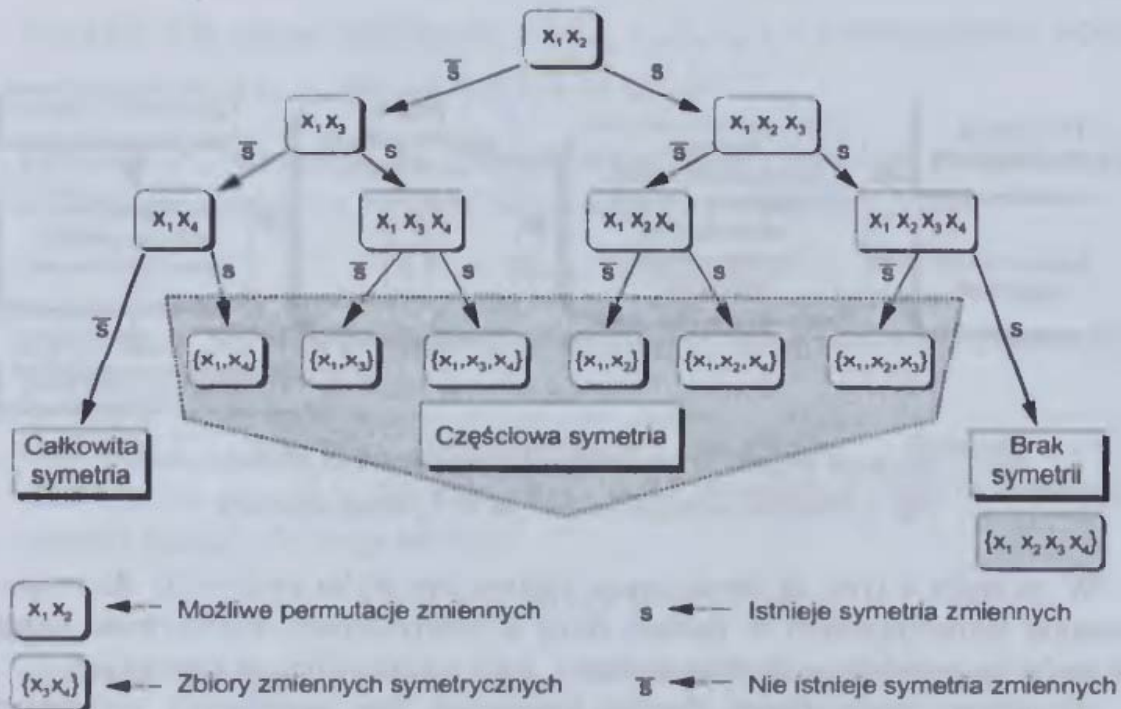 X₁ X₂
s̅ s
X₁ X₃ X₁ X₂ X₃
s̅ s s̅ s
X₁ X₄ X₁ X₃ X₄ X₁ X₂ X₄ X₁ X₂ X₃ X₄
s̅ s s̅ s s̅ s s̅ s
{x₁,x₄} {x₁,x₃} {x₁,x₃,x₄} {x₁,x₂} {x₁,x₂,x₄} {x₁,x₂,x₃}
Całkowita
symetria
Częściowa symetria
Brak
symetrii
{x₁ x₂ x₃ x₄}
x₁ x₂ Możliwe permutacje zmiennych
s Istnieje symetria zmiennych
{x₃x₄} Zbiory zmiennych symetrycznych
s̅ Nie istnieje symetria zmiennych